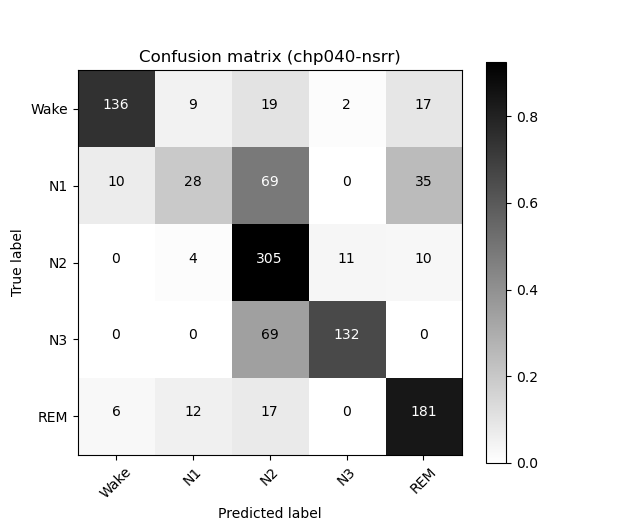 Confusion matrix (chp040-nsrr)
True label
Wake 136 9 19 2 17
N1 10 28 69 0 35
N2 0 4 305 11 10
N3 0 0 69 132 0
REM 6 12 17 0 181
Wake N1 N2 N3 REM
Predicted label
0.8
0.6
0.4
0.2
0.0